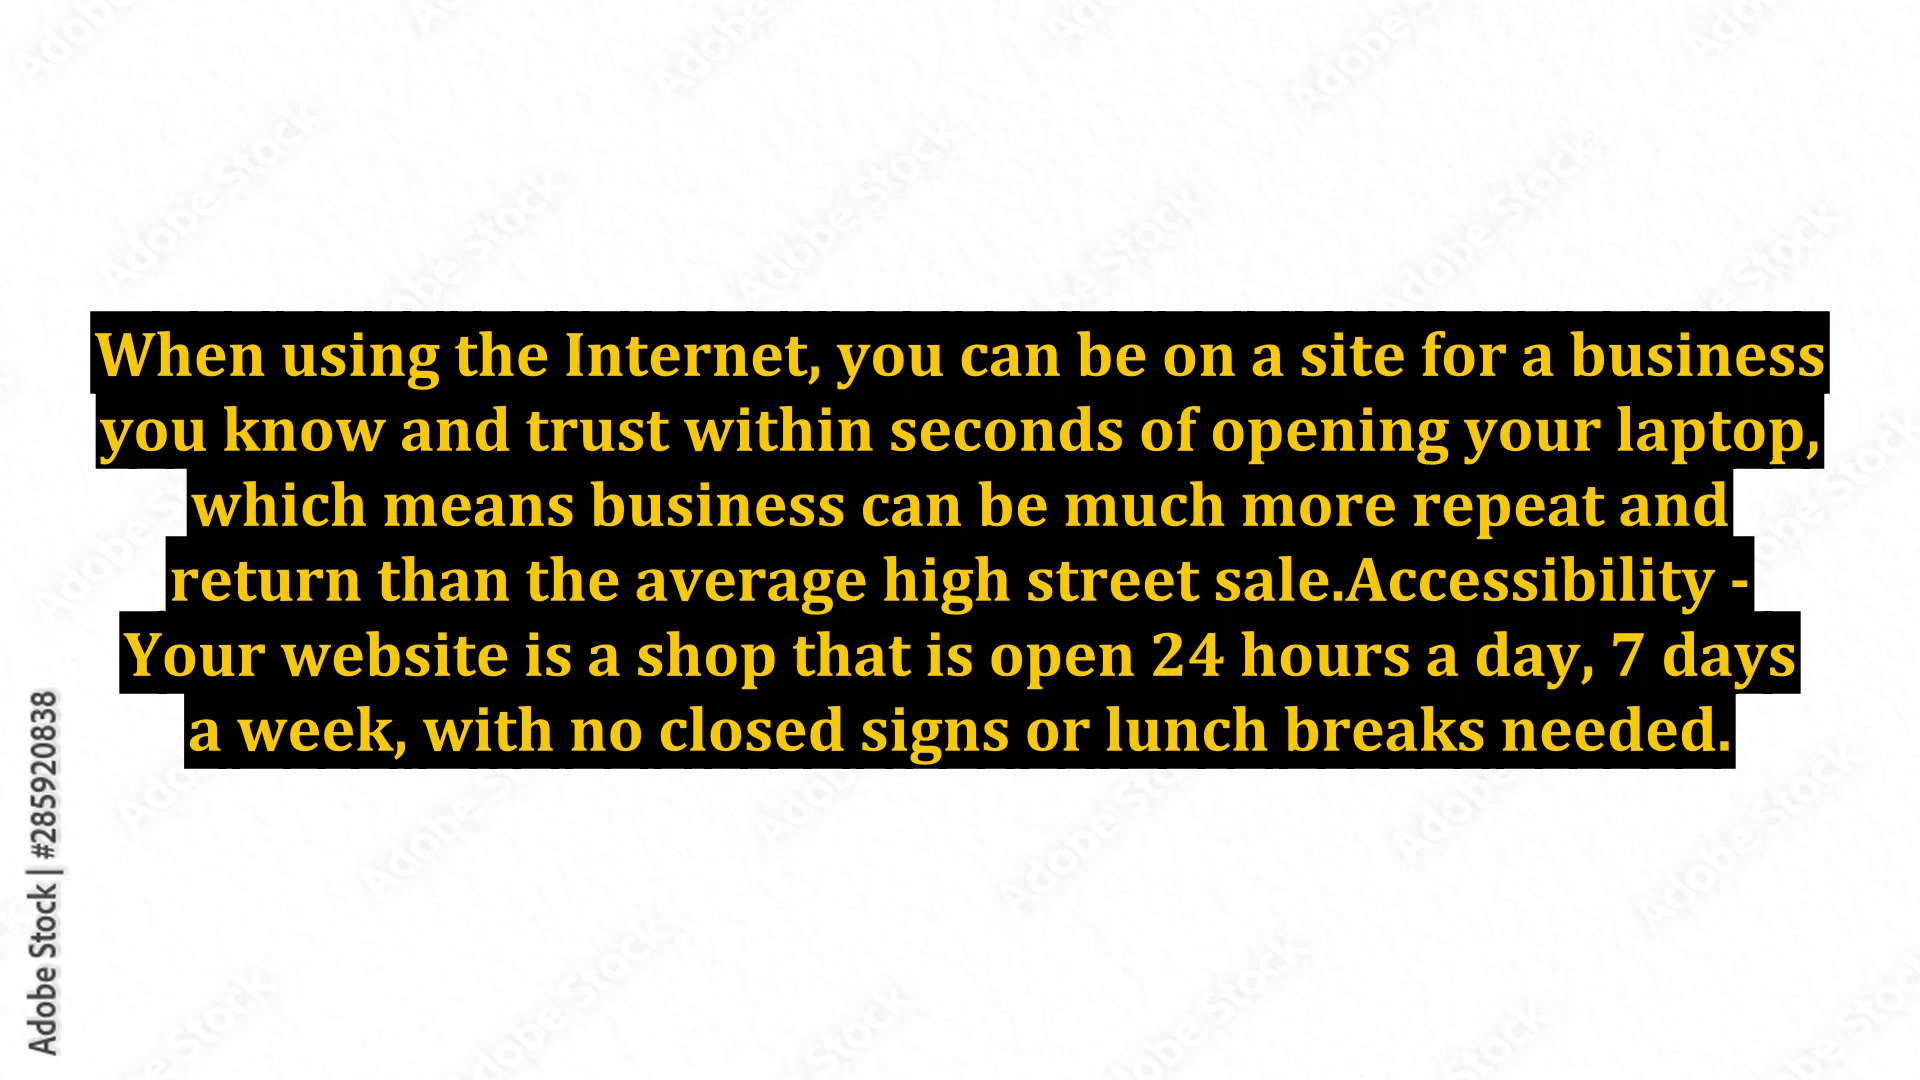 When using the Internet, you can be on a site for a business
you know and trust within seconds of opening your laptop,
which means business can be much more repeat and
return than the average high street sale.Accessibility -
Your website is a shop that is open 24 hours a day, 7 days
a week, with no closed signs or lunch breaks needed.
Adobe Stock | #285920838